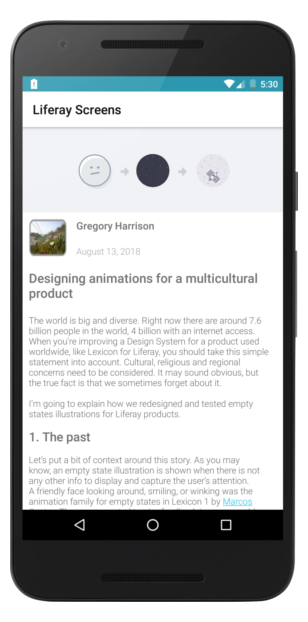 5:30
Liferay Screens
Gregory Harrison
August 13, 2018
Designing animations for a multicultural
product
The world is big and diverse. Right now there are around 7.6
billion people in the world, 4 billion with an internet access.
When you're improving a Design System for a product used
worldwide, like Lexicon for Liferay, you should take this simple
statement into account. Cultural, religious and regional
concerns need to be considered. It may sound obvious, but
the true fact is that we sometimes forget about it.
I'm going to explain how we redesigned and tested empty
states illustrations for Liferay products.
1. The past
Let's put a bit of context around this story. As you may
know, an empty state illustration is shown when there is not
any other info to display and capture the user's attention.
A friendly face looking around, smiling, or winking was the
animation family for empty states in Lexicon 1 by Marcos